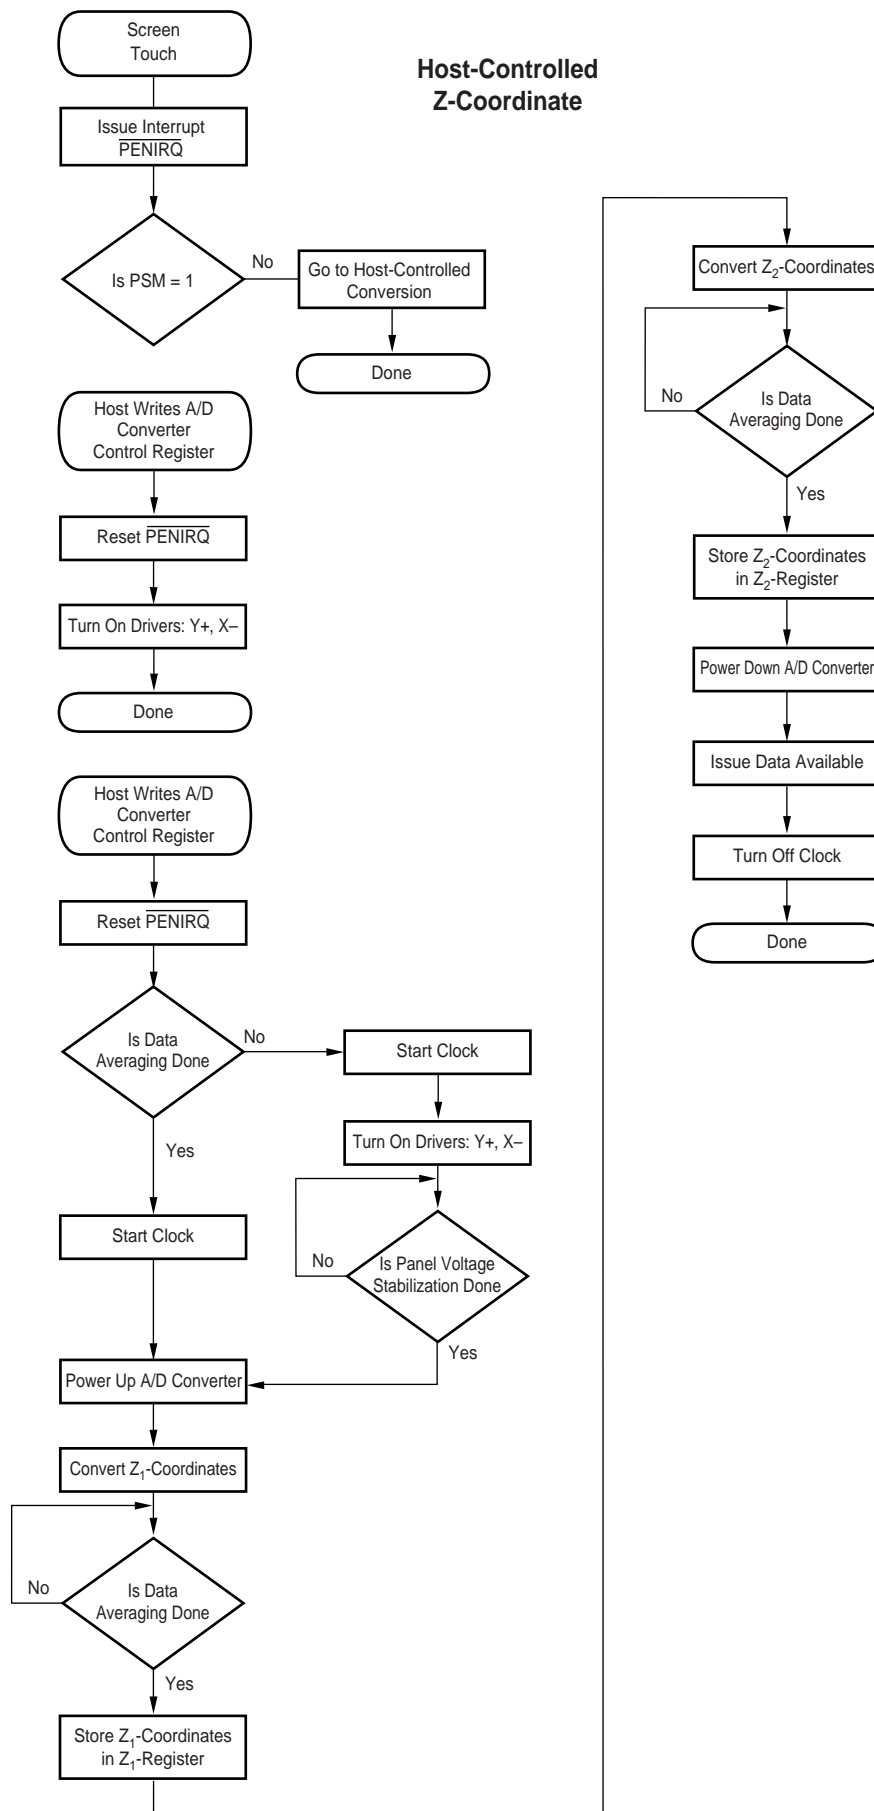 Host-Controlled
Z-Coordinate
Screen
Touch
Issue Interrupt
PENIRQ
Is PSM = 1
No
Go to Host-Controlled
Conversion
Done
Host Writes A/D
Converter
Control Register
Reset PENIRQ
Turn On Drivers: Y+, X–
Done
Host Writes A/D
Converter
Control Register
Reset PENIRQ
Is Data
Averaging Done
No
Start Clock
Turn On Drivers: Y+, X–
No
Is Panel Voltage
Stabilization Done
Yes
Yes
Start Clock
Power Up A/D Converter
Convert Z1-Coordinates
No
Is Data
Averaging Done
Yes
Store Z1-Coordinates
in Z1-Register
Convert Z2-Coordinates
No
Is Data
Averaging Done
Yes
Store Z2-Coordinates
in Z2-Register
Power Down A/D Converter
Issue Data Available
Turn Off Clock
Done